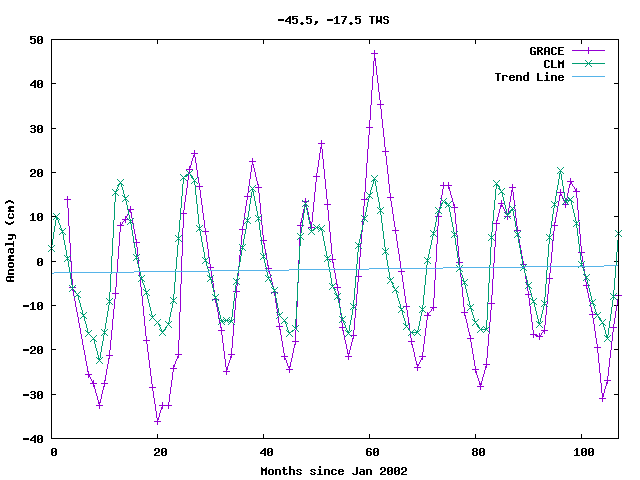 -45.5, -17.5 TWS
GRACE
CLM
Trend Line
50
40
30
20
10
0
-10
-20
-30
-40
Anomaly (cm)
0 20 40 60 80 100
Months since Jan 2002